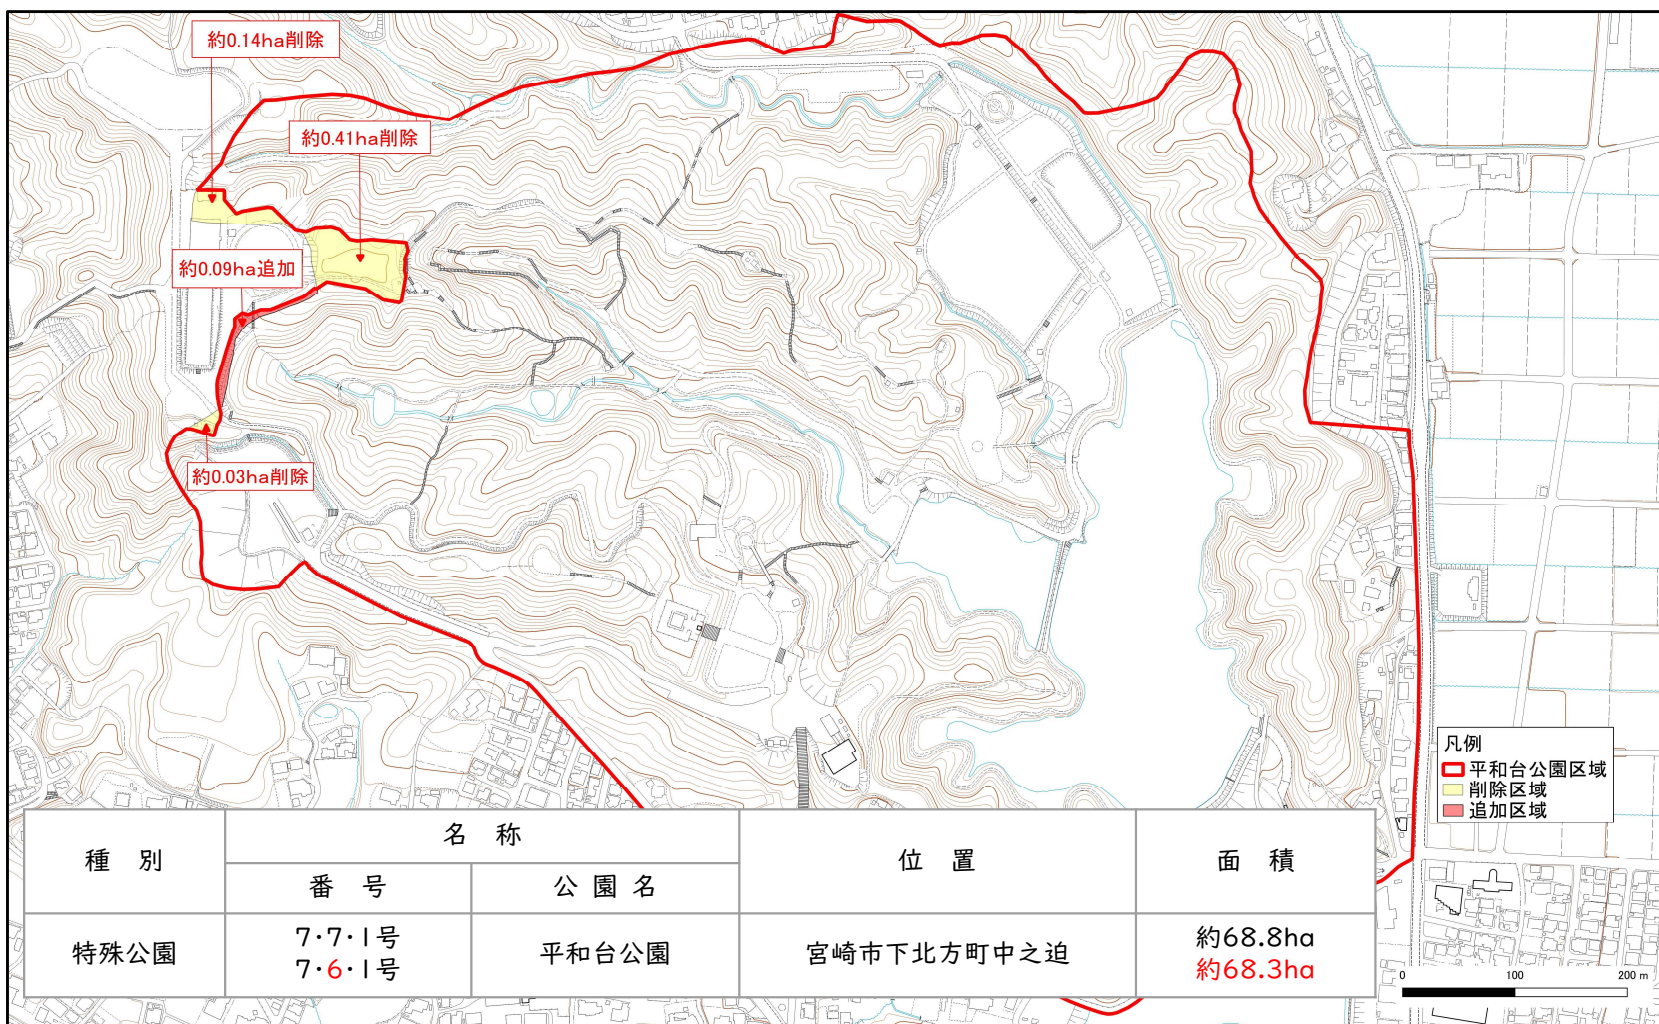 約0.14ha削除
約0.41ha削除
約0.09ha追加
約0.03ha削除
凡例
平和台公園区域
削除区域
追加区域
種 別
名 称
位 置
面 積
番 号
公 園 名
特殊公園
7・7・1号
7・6・1号
平和台公園
宮崎市下北方町中之迫
約68.8ha
約68.3ha
0 100 200 m